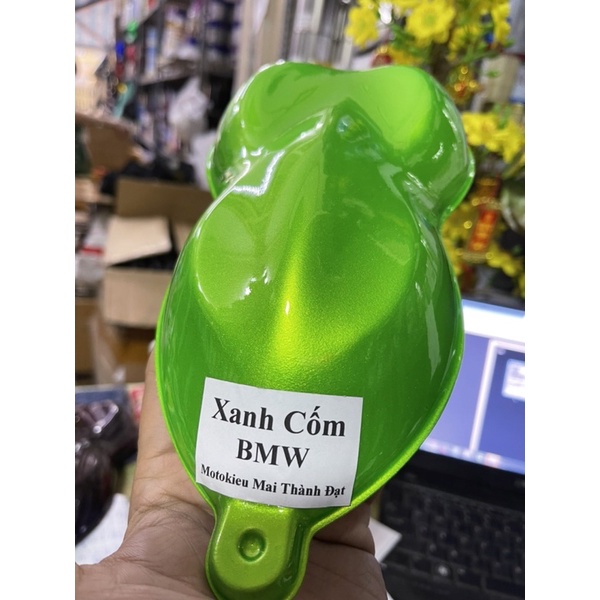 Xanh Cốm
BMW
Motokieu Mai Thành Đạt